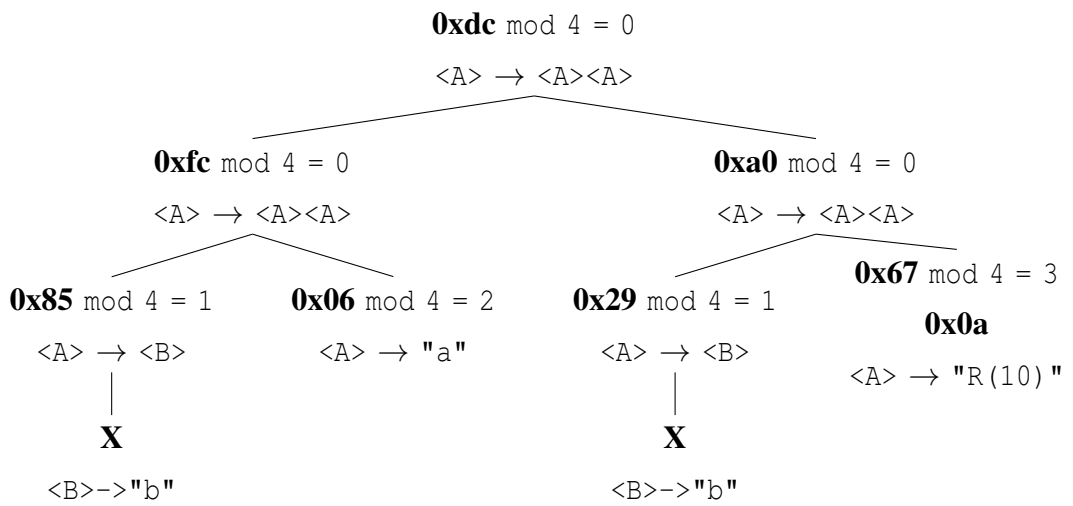 0xdc mod 4 = 0
<A> → <A><A>
0xfc mod 4 = 0
<A> → <A><A>
0xa0 mod 4 = 0
<A> → <A><A>
0x85 mod 4 = 1
<A> → <B>
0x06 mod 4 = 2
<A> → "a"
0x29 mod 4 = 1
<A> → <B>
0x67 mod 4 = 3
0x0a
<A> → "R(10)"
X
<B>->"b"
X
<B>->"b"